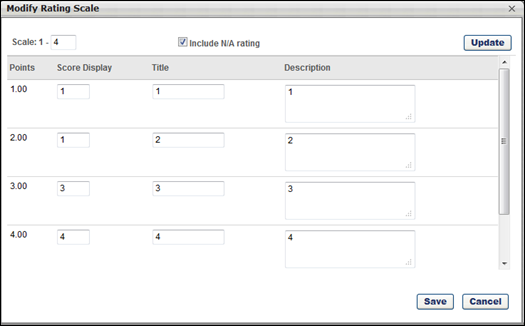 Modify Rating Scale
Scale: 1 - 4 Include N/A rating Update
Points Score Display Title Description
1.00 1 1 1
2.00 1 2 2
3.00 3 3 3
4.00 4 4 4
Save Cancel